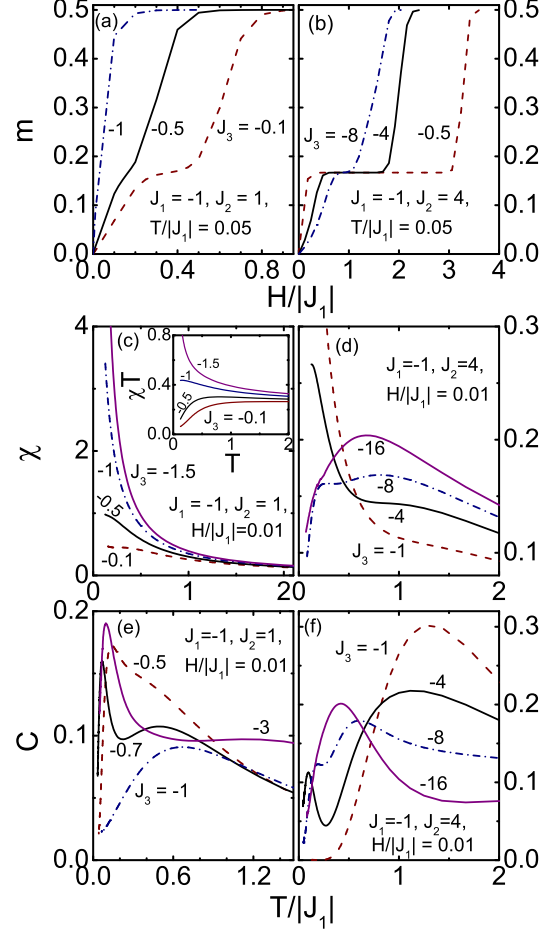 0.5
(a)
(b)
0.5
0.4
0.4
0.3
0.3
m
-1
-0.5
J₃ = -0.1
J₃ = -8
-4
-0.5
0.2
0.2
0.1
J₁ = -1, J₂ = 1,
T/|J₁| = 0.05
J₁ = -1, J₂ = 4,
T/|J₁| = 0.05
0.1
0.0
0.0
0.0 0.4 0.8 0 1 2 3 4
H/|J₁|
4
(c)
0.8
-1.5
χT
0.4
-1
-0.5
J₃ = -0.1
0.0
0 1 2
T
(d)
J₁=-1, J₂=4,
H/|J₁| = 0.01
0.3
χ
2
-1
J₃ = -1.5
-0.5
J₁ = -1, J₂ = 1,
H/|J₁|=0.01
-0.1
-16
-8
-4
J₃ = -1
0.2
0.1
0
0 1 20 1 2
0.2
(e)
J₁=-1, J₂=1,
H/|J₁| = 0.01
-0.5
(f)
J₃ = -1
0.3
C
0.1
-0.7
-3
J₃ = -1
-4
-8
-16
J₁=-1, J₂=4,
H/|J₁| = 0.01
0.2
0.1
0.0
0.0
0.0 0.6 1.2 0 1 2
T/|J₁|